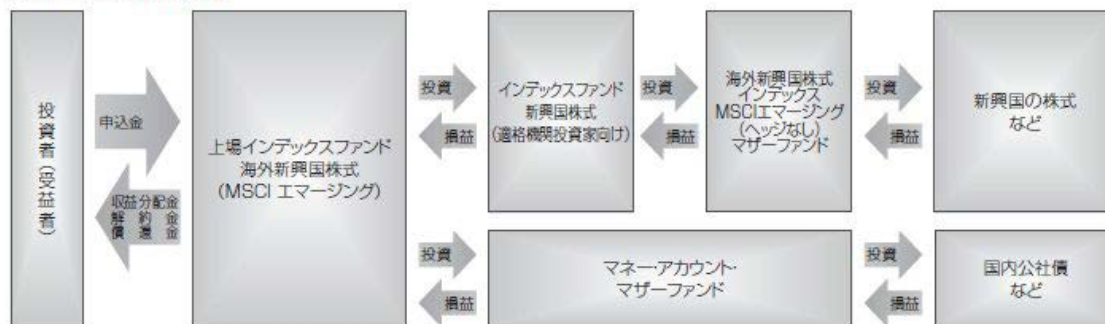 投資者(受益者)
申込金
収益分配金
解約金
償還金
上場インデックスファンド
海外新興国株式
(MSCI エマージング)
投資
損益
インデックスファンド
新興国株式
(適格機関投資家向け)
投資
損益
海外新興国株式
インデックス
MSCIエマージング
(ヘッジなし)
マザーファンド
投資
損益
新興国の株式
など
投資
損益
マネー・アカウント・
マザーファンド
投資
損益
国内公社債
など